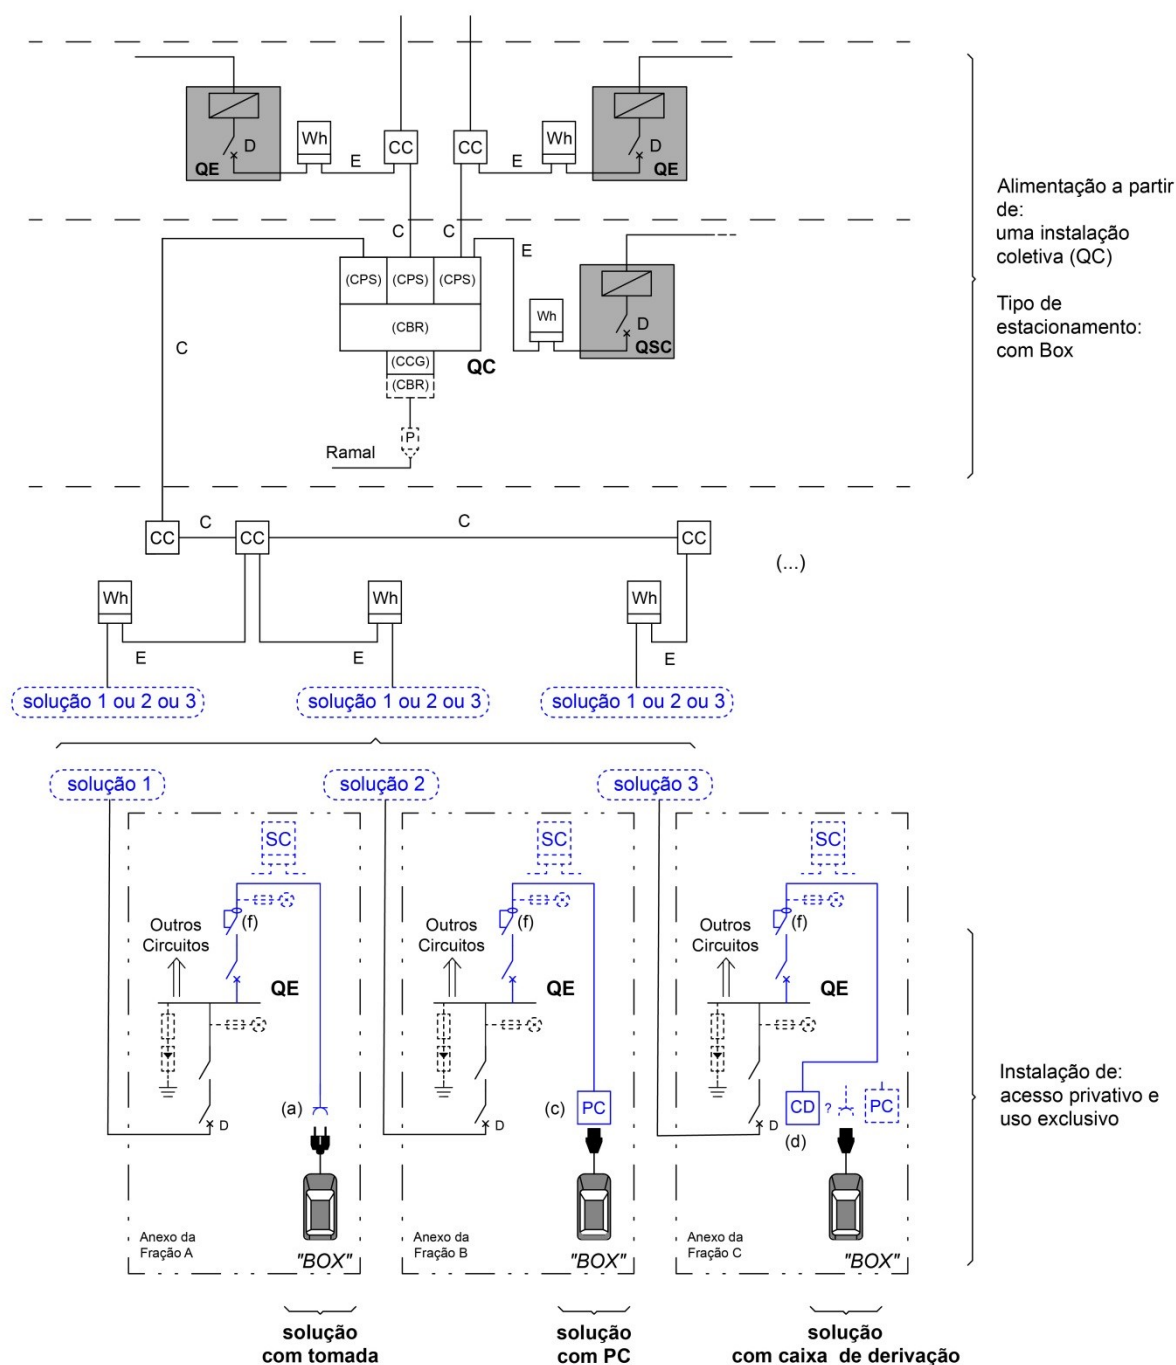 Wh
CC
CC
Wh
D
E
E
D
QE
QE
Alimentação a partir
de:
uma instalação
coletiva (QC)
Tipo de
estacionamento:
com Box
C
C
E
(CPS)
(CPS)
(CPS)
Wh
D
(CBR)
QSC
C
(CCG)
QC
(CBR)
P
Ramal
CC
C
CC
C
CC
(...)
Wh
Wh
Wh
E
E
E
solução 1 ou 2 ou 3
solução 1 ou 2 ou 3
solução 1 ou 2 ou 3
solução 1
solução 2
solução 3
SC
SC
SC
(f)
(f)
(f)
Outros
Circuitos
Outros
Circuitos
Outros
Circuitos
QE
QE
QE
Instalação de:
acesso privativo e
uso exclusivo
(a)
D
(c)
PC
D
CD
?
PC
D
(d)
Anexo da
Fração A
"BOX"
Anexo da
Fração B
"BOX"
Anexo da
Fração C
"BOX"
solução
com tomada
solução
com PC
solução
com caixa de derivação